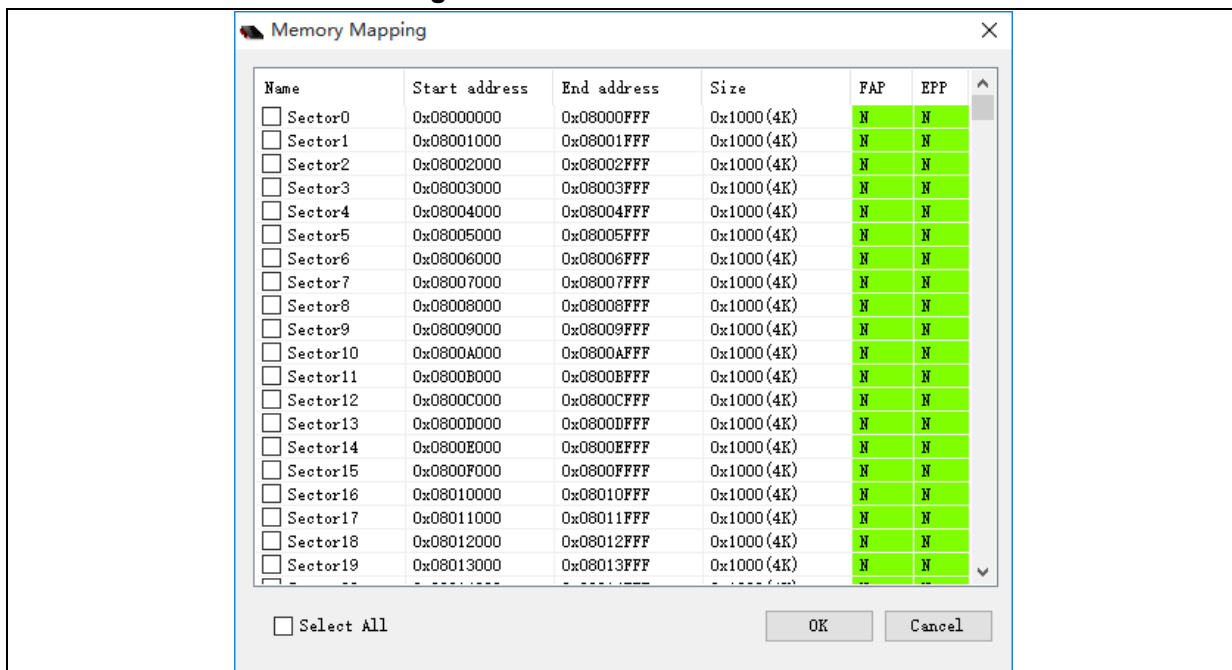 Memory Mapping
Name Start address End address Size FAP EPP
Sector0 0x08000000 0x08000FFF 0x1000(4K) N N
Sector1 0x08001000 0x08001FFF 0x1000(4K) N N
Sector2 0x08002000 0x08002FFF 0x1000(4K) N N
Sector3 0x08003000 0x08003FFF 0x1000(4K) N N
Sector4 0x08004000 0x08004FFF 0x1000(4K) N N
Sector5 0x08005000 0x08005FFF 0x1000(4K) N N
Sector6 0x08006000 0x08006FFF 0x1000(4K) N N
Sector7 0x08007000 0x08007FFF 0x1000(4K) N N
Sector8 0x08008000 0x08008FFF 0x1000(4K) N N
Sector9 0x08009000 0x08009FFF 0x1000(4K) N N
Sector10 0x0800A000 0x0800AFFF 0x1000(4K) N N
Sector11 0x0800B000 0x0800BFFF 0x1000(4K) N N
Sector12 0x0800C000 0x0800CFFF 0x1000(4K) N N
Sector13 0x0800D000 0x0800DFFF 0x1000(4K) N N
Sector14 0x0800E000 0x0800EFFF 0x1000(4K) N N
Sector15 0x0800F000 0x0800FFFF 0x1000(4K) N N
Sector16 0x08010000 0x08010FFF 0x1000(4K) N N
Sector17 0x08011000 0x08011FFF 0x1000(4K) N N
Sector18 0x08012000 0x08012FFF 0x1000(4K) N N
Sector19 0x08013000 0x08013FFF 0x1000(4K) N N
Select All OK Cancel